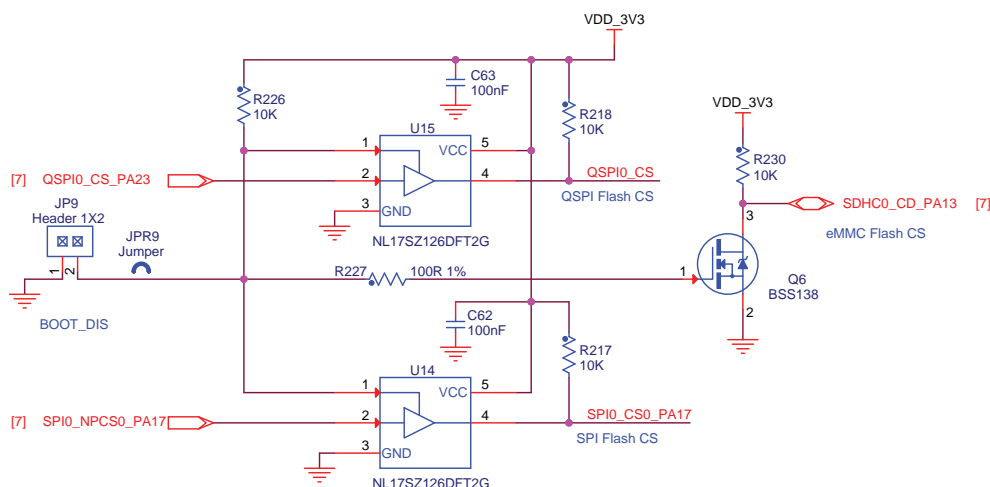 VDD_3V3
C63
100nF
R226
10K
R218
10K
VDD_3V3
U15
1
VCC
5
R230
10K
[7] QSPI0_CS_PA23
2
4
QSPI0_CS
QSPI Flash CS
3
GND
SDHC0_CD_PA13 [7]
3
eMMC Flash CS
JP9
Header 1X2
JPR9
Jumper
NL17SZ126DFT2G
1
2
R227
100R 1%
1
Q6
BSS138
2
BOOT_DIS
C62
100nF
R217
10K
U14
1
VCC
5
[7] SPI0_NPCS0_PA17
2
4
SPI0_CS0_PA17
SPI Flash CS
3
GND
NL17SZ126DFT2G